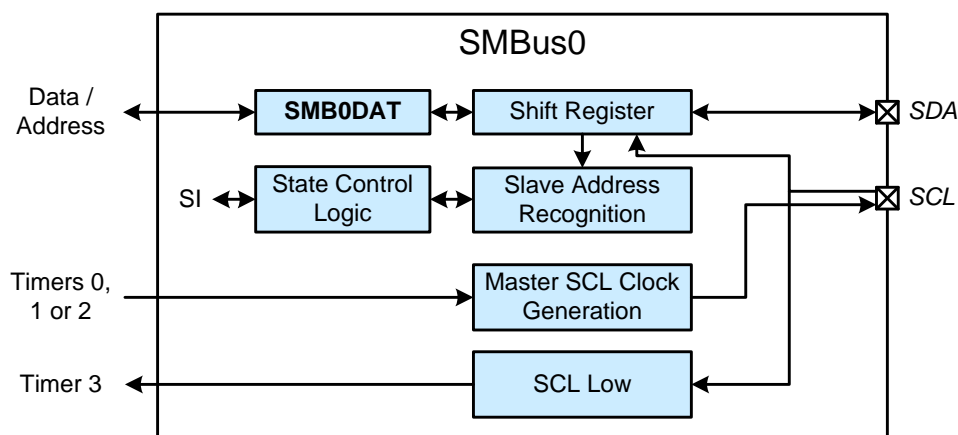 SMBus0
Data /
Address
SMB0DAT
Shift Register
SDA
SI
State Control
Logic
Slave Address
Recognition
SCL
Timers 0,
1 or 2
Master SCL Clock
Generation
Timer 3
SCL Low